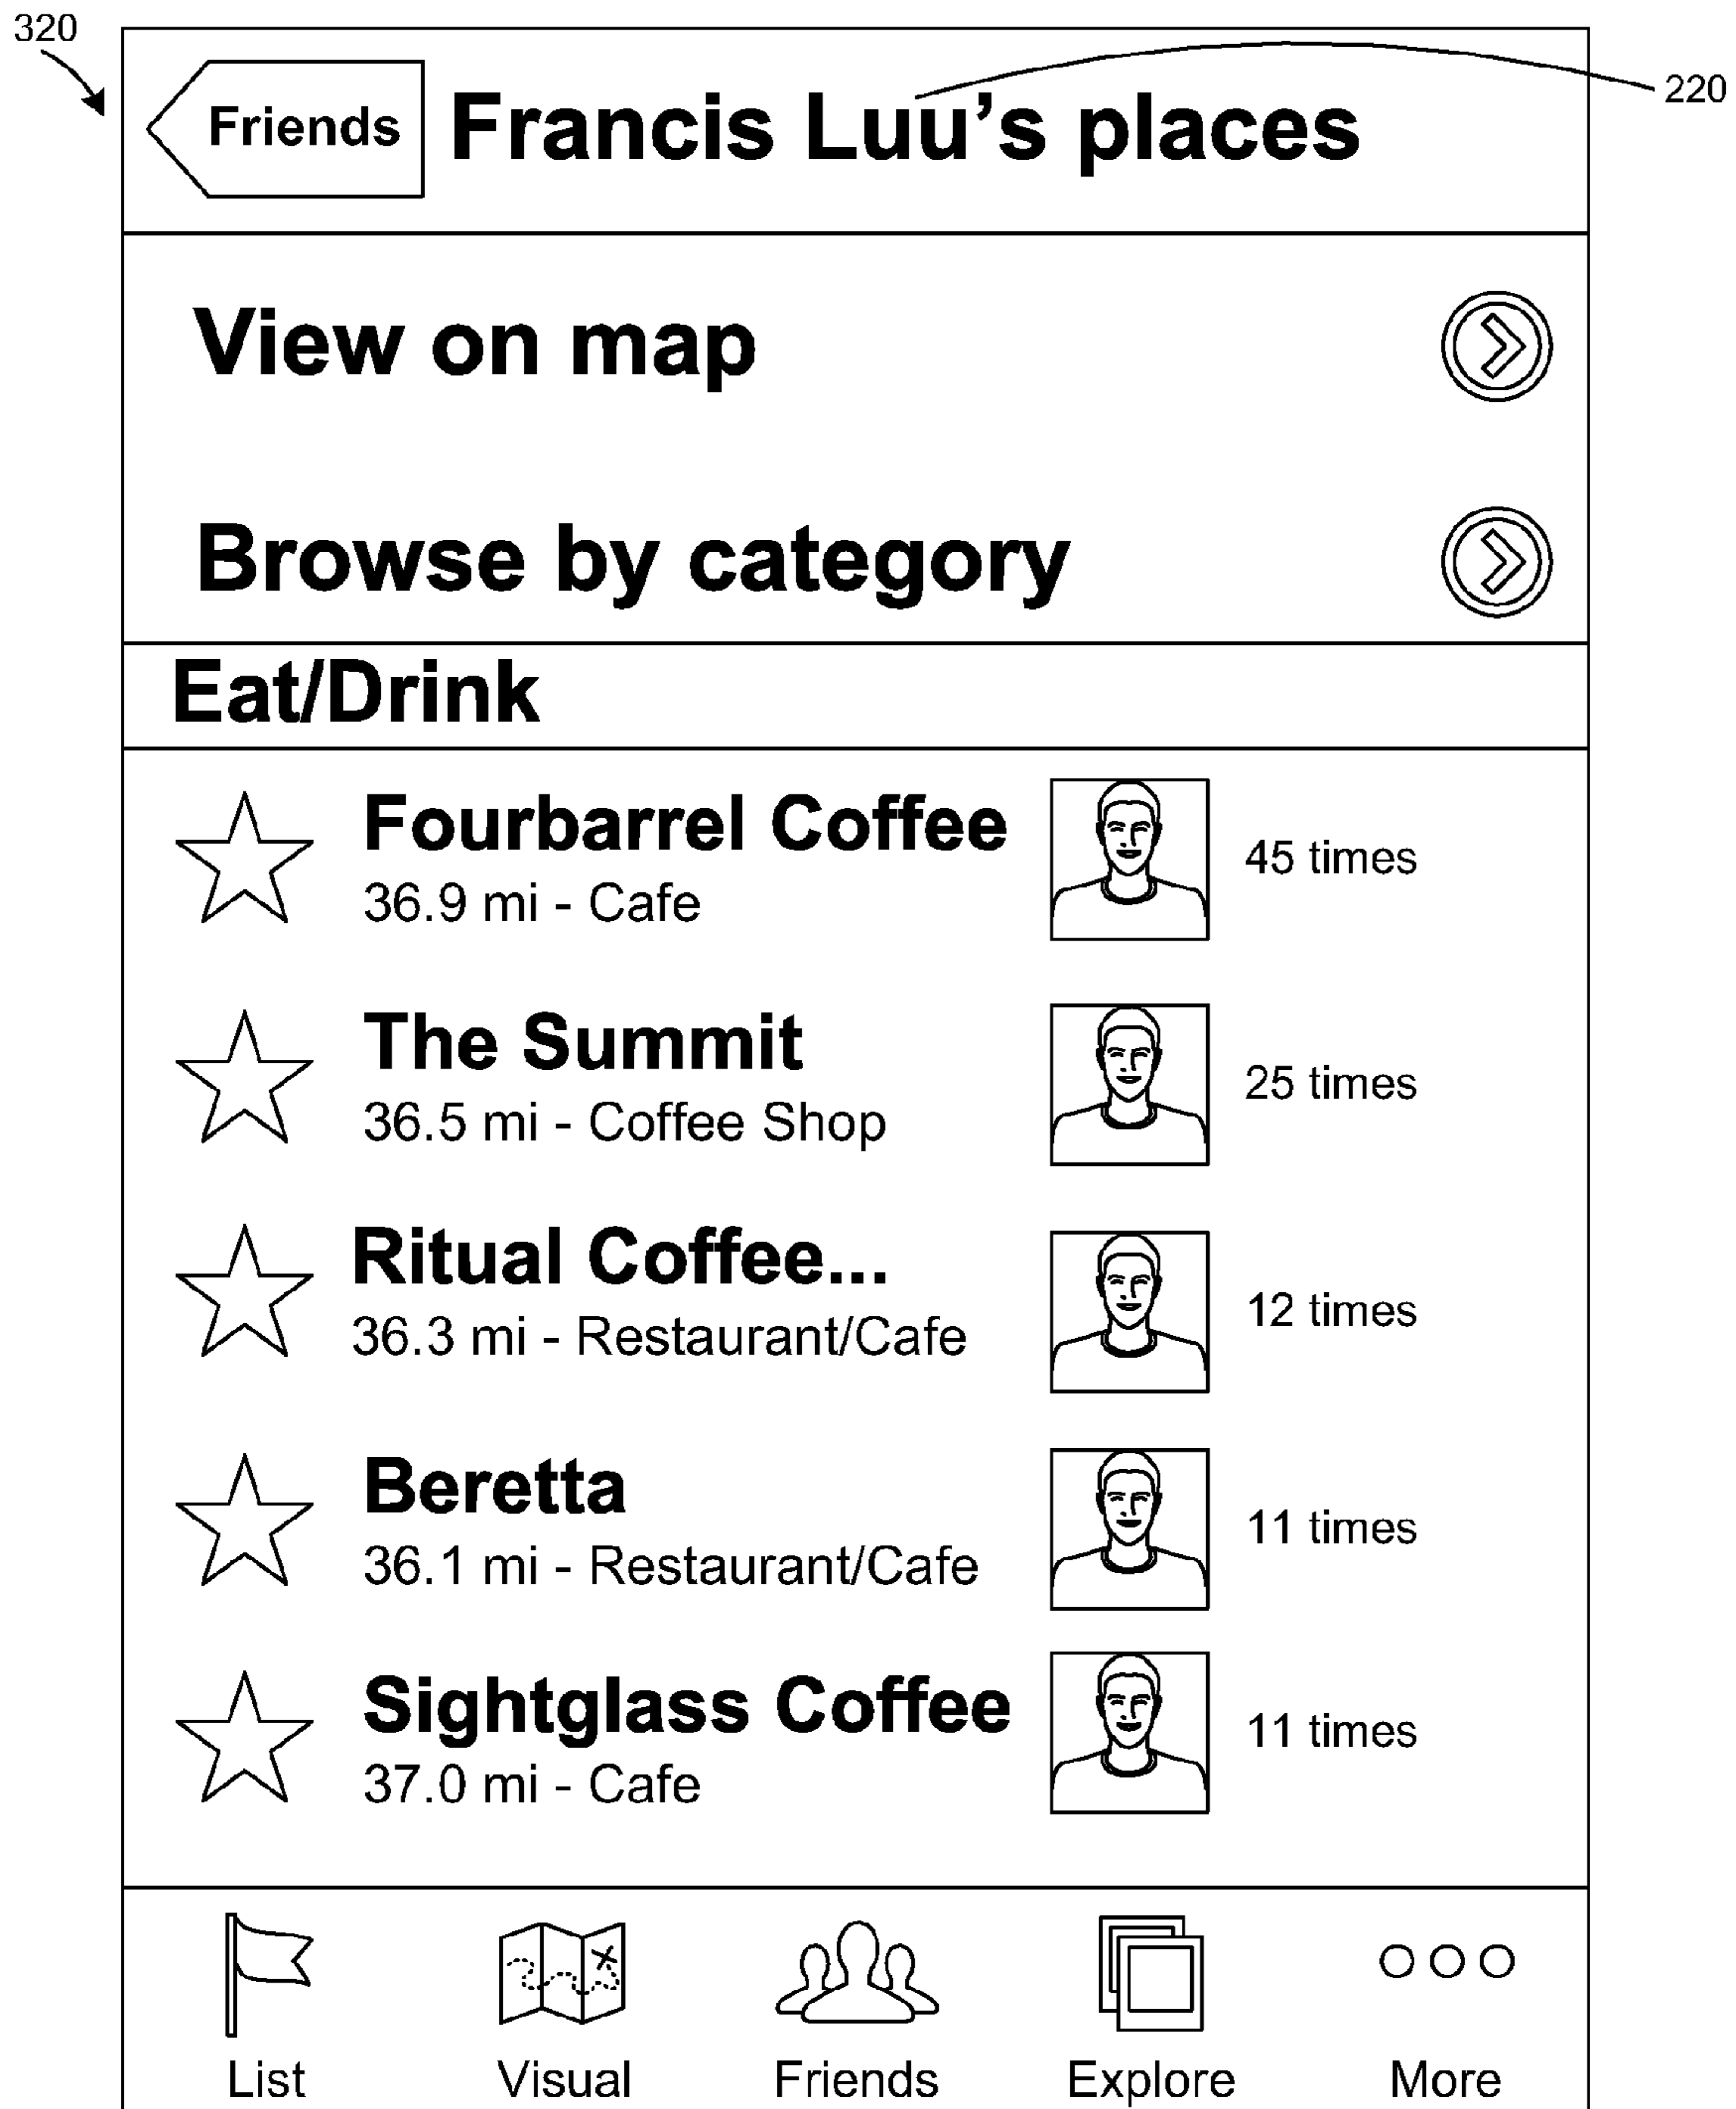 320
220
Friends
Francis Luu's places
View on map
Browse by category
Eat/Drink
Fourbarrel Coffee
36.9 mi - Cafe
45 times
The Summit
36.5 mi - Coffee Shop
25 times
Ritual Coffee...
36.3 mi - Restaurant/Cafe
12 times
Beretta
36.1 mi - Restaurant/Cafe
11 times
Sightglass Coffee
37.0 mi - Cafe
11 times
List
Visual
Friends
Explore
More